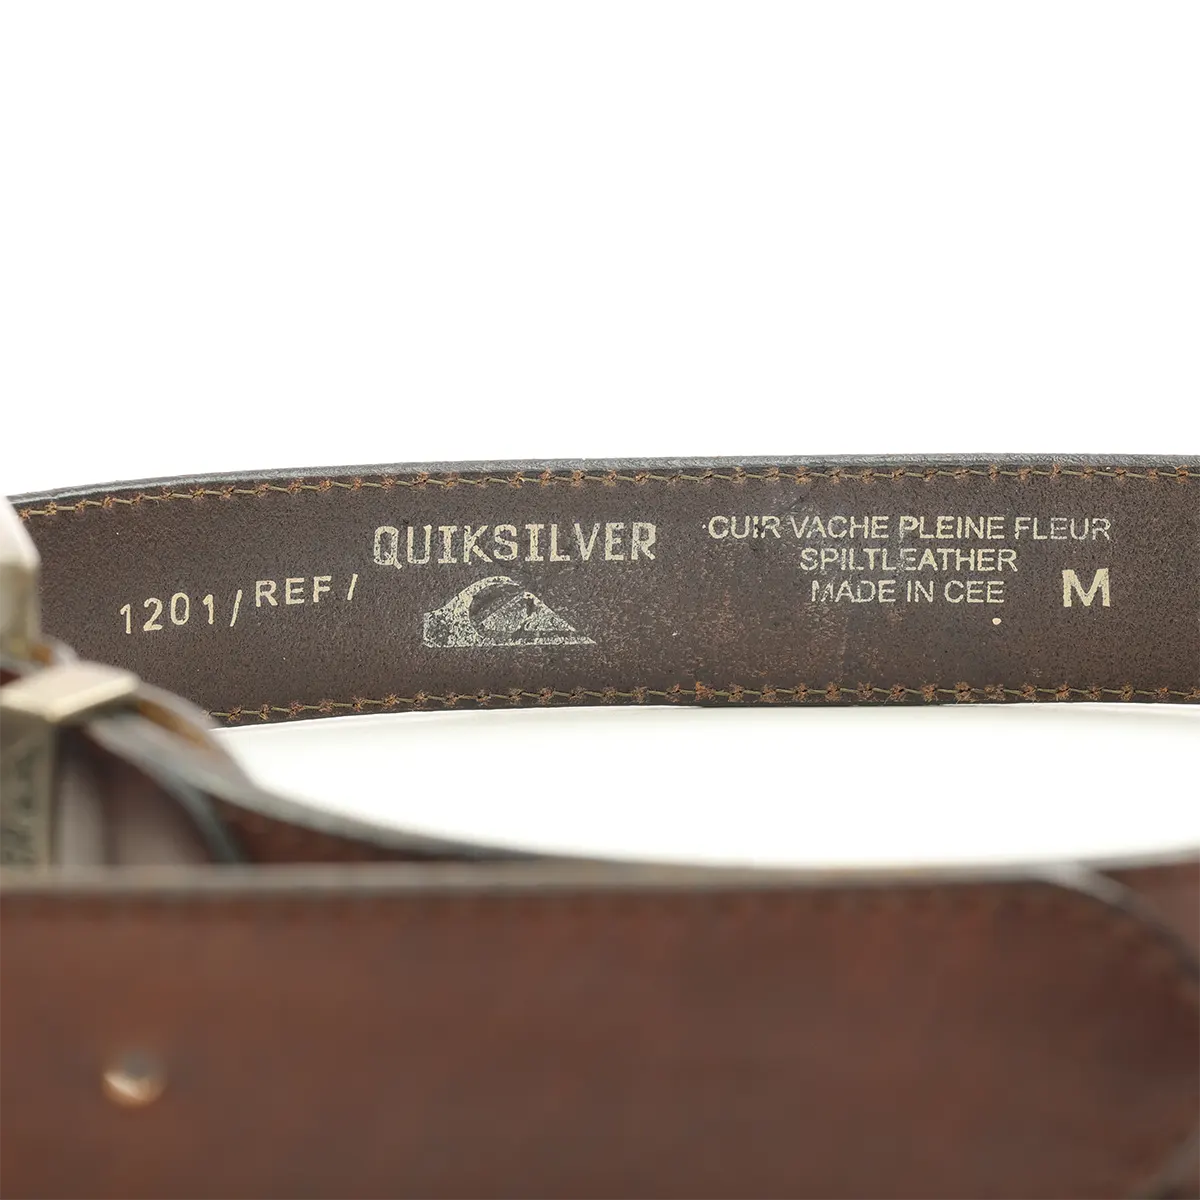 1201/REF/
QUIKSILVER
CUIR VACHE PLEINE FLEUR
SPILTLEATHER
MADE IN CEE
M